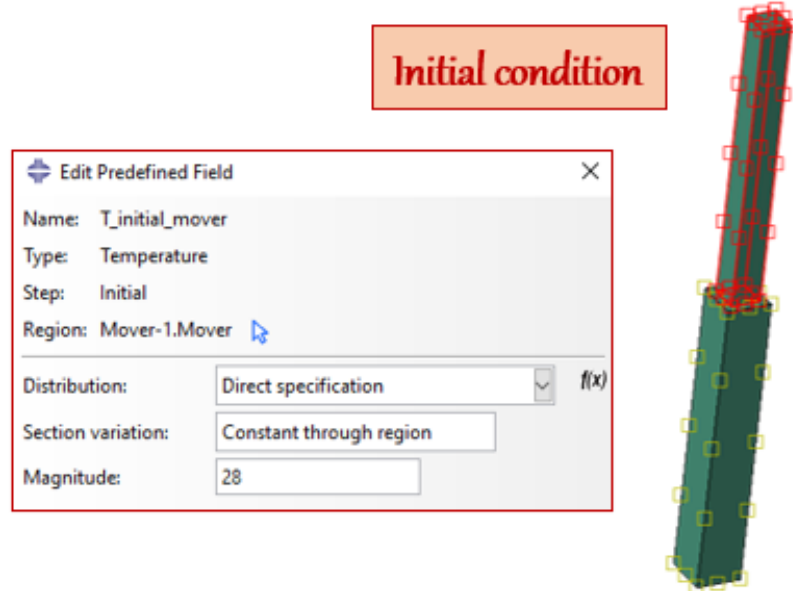 Initial condition
Edit Predefined Field
Name: T_initial_mover
Type: Temperature
Step: Initial
Region: Mover-1.Mover
Distribution: Direct specification f(x)
Section variation: Constant through region
Magnitude: 28